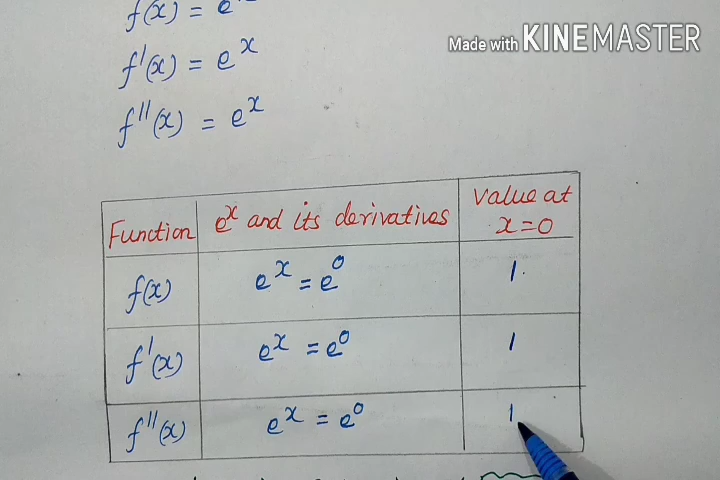 f(x) = e
Made with KINEMASTER
f'(x) = e^x
f''(x) = e^x
Function e^x and its derivatives value at x=0
f(x) e^x = e^0 1.
f'(x) e^x = e^0 1
f''(x) e^x = e^0 1